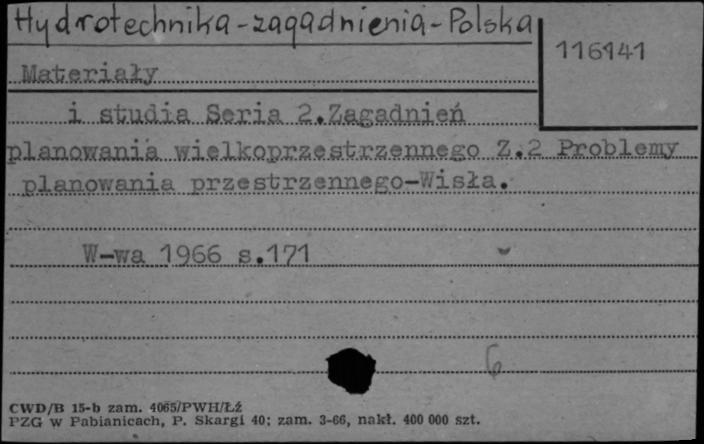 Hydrotechnika-zagadnienia-Polska
116141
Materiały
i studia Seria 2.Zagadnień
planowania wielkoprzestrzennego Z.2 Problemy
planowania przestrzennego-Wisła.
W-wa 1966 s.171
6
CWD/B 15-b zam. 4065/PWH/Łź
PZG w Pabianicach, P. Skargi 40; zam. 3-66, nakł. 400 000 szt.